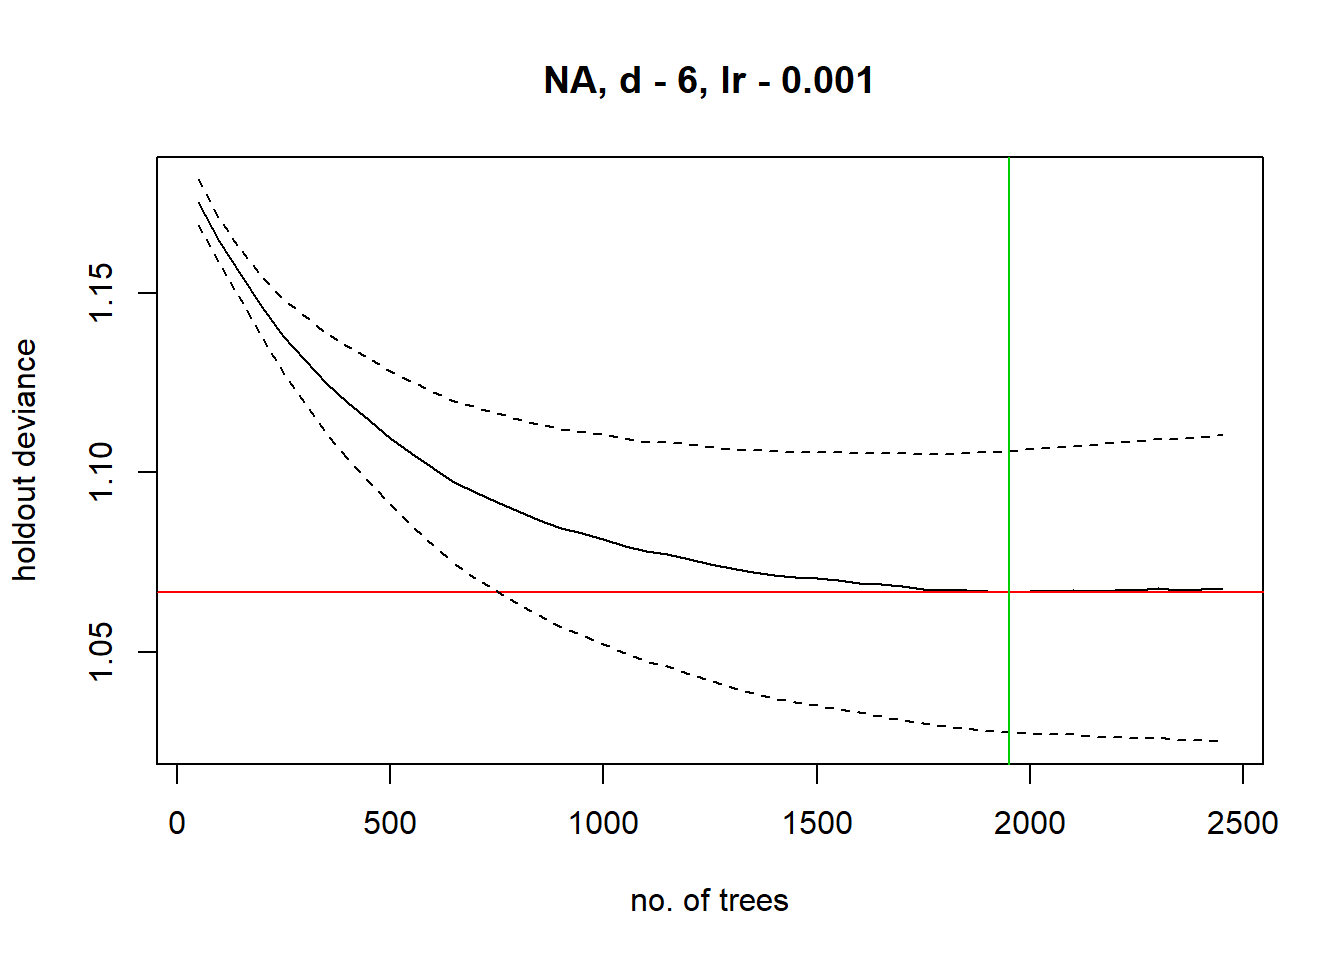 NA, d - 6, lr - 0.001
holdout deviance
1.15
1.10
1.05
0 500 1000 1500 2000 2500
no. of trees